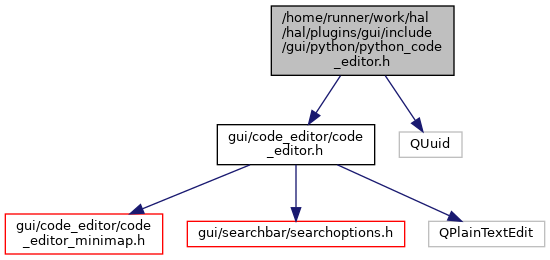 /home/runner/work/hal
/hal/plugins/gui/include
/gui/python/python_code
_editor.h
gui/code_editor/code
_editor.h
QUuid
gui/code_editor/code
_editor_minimap.h
gui/searchbar/searchoptions.h
QPlainTextEdit